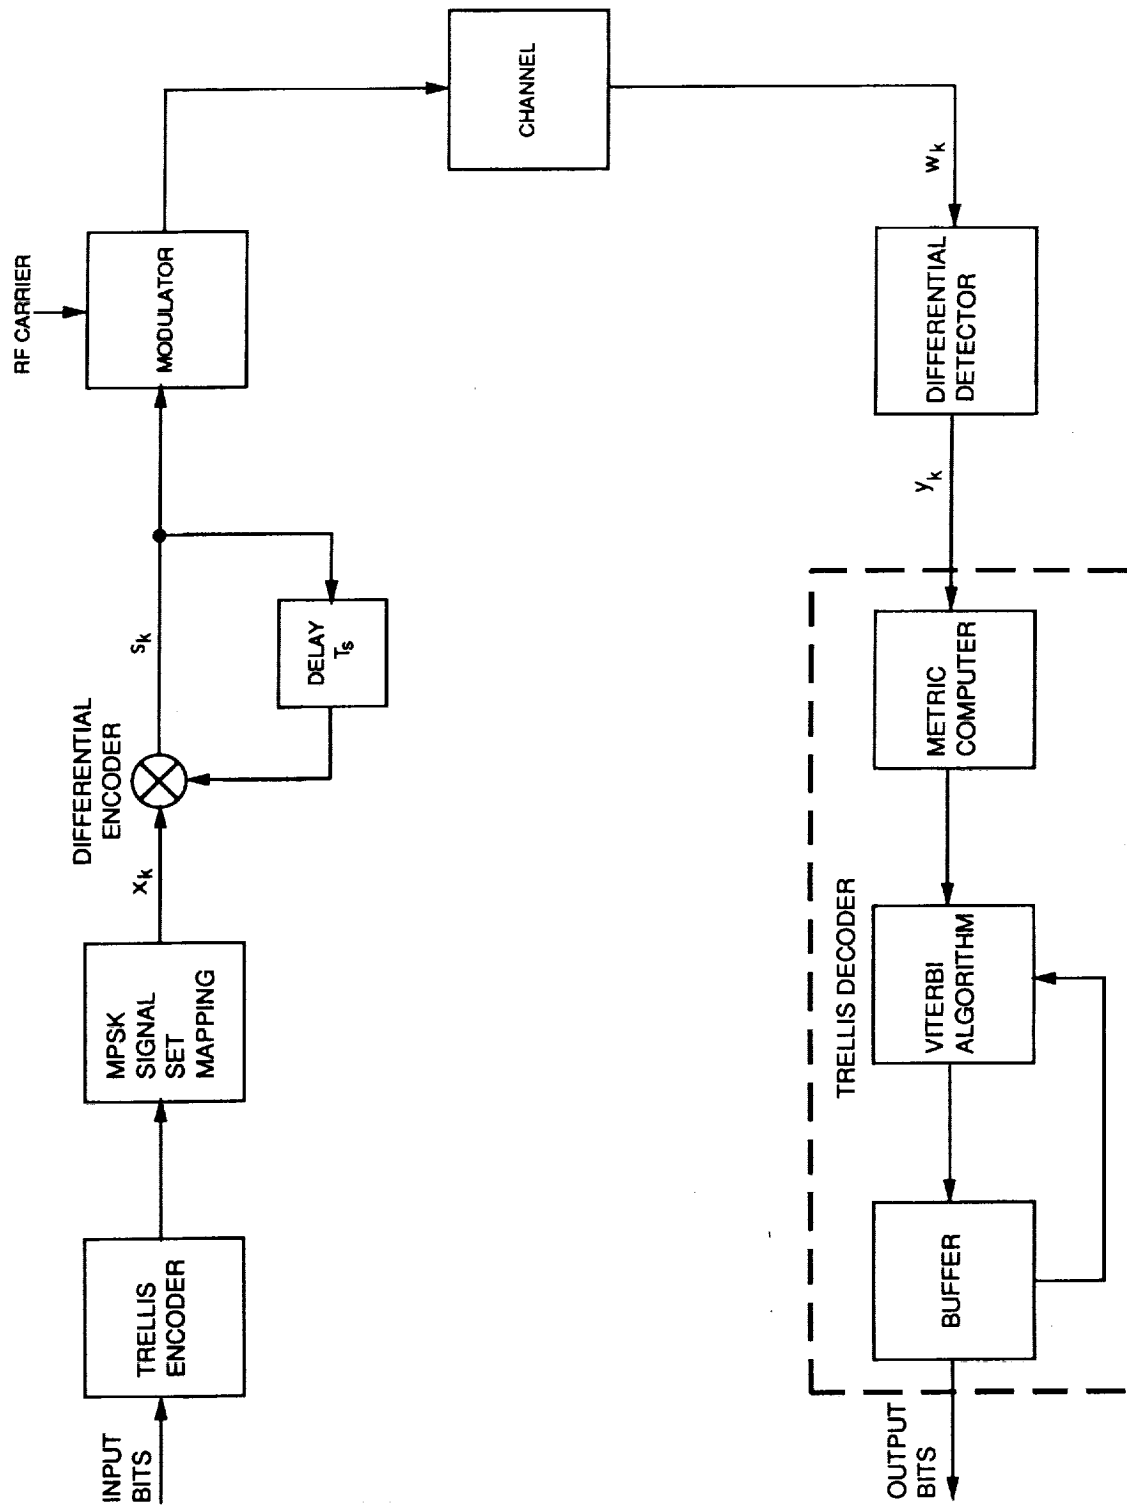 INPUT
BITS
TRELLIS
ENCODER
MPSK
SIGNAL
SET
MAPPING
x_k
DIFFERENTIAL
ENCODER
s_k
DELAY
T_s
RF CARRIER
MODULATOR
CHANNEL
w_k
DIFFERENTIAL
DETECTOR
y_k
METRIC
COMPUTER
TRELLIS DECODER
VITERBI
ALGORITHM
BUFFER
OUTPUT
BITS